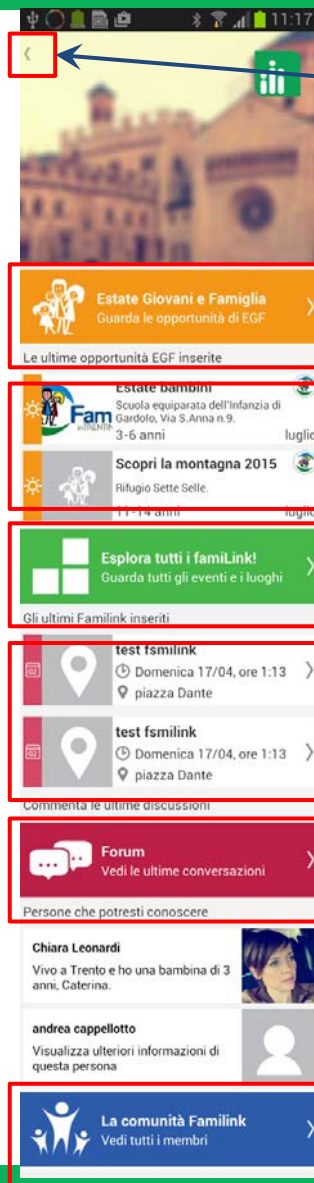 11:17
Estate Giovani e Famiglia
Guarda le opportunità di EGF
Le ultime opportunità EGF inserite
Estate bambini
Scuola equiparata dell'Infanzia di
Gardolo, Via S.Anna n.9.
3-6 anni
luglio
Fam
Scopri la montagna 2015
Rifugio Sette Selle.
11-14 anni
luglio
Esplora tutti i famiLink!
Guarda tutti gli eventi e i luoghi
Gli ultimi Familink inseriti
test fsmilink
Domenica 17/04, ore 1:13
piazza Dante
test fsmilink
Domenica 17/04, ore 1:13
piazza Dante
Commenta le ultime discussioni
Forum
Vedi le ultime conversazioni
Persone che potresti conoscere
Chiara Leonardi
Vivo a Trento e ho una bambina di 3
anni, Caterina.
andrea cappellotto
Visualizza ulteriori informazioni di
questa persona
La comunità Familink
Vedi tutti i membri